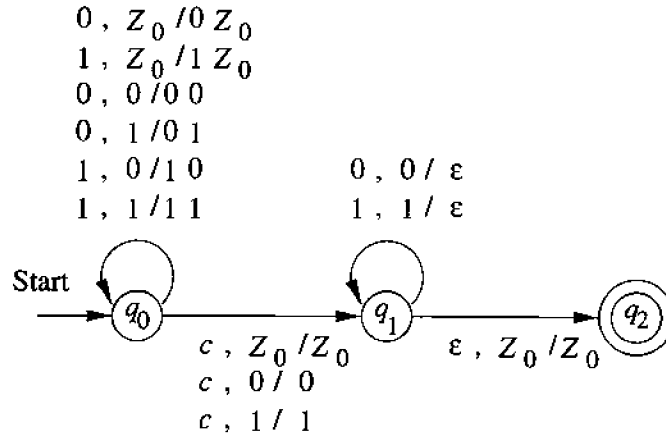 0 , Z₀ / 0 Z₀
1 , Z₀ / 1 Z₀
0 , 0 / 0 0
0 , 1 / 0 1
1 , 0 / 1 0
1 , 1 / 1 1
0 , 0 / ε
1 , 1 / ε
Start
q₀
q₁
q₂
c , Z₀ / Z₀
c , 0 / 0
c , 1 / 1
ε , Z₀ / Z₀